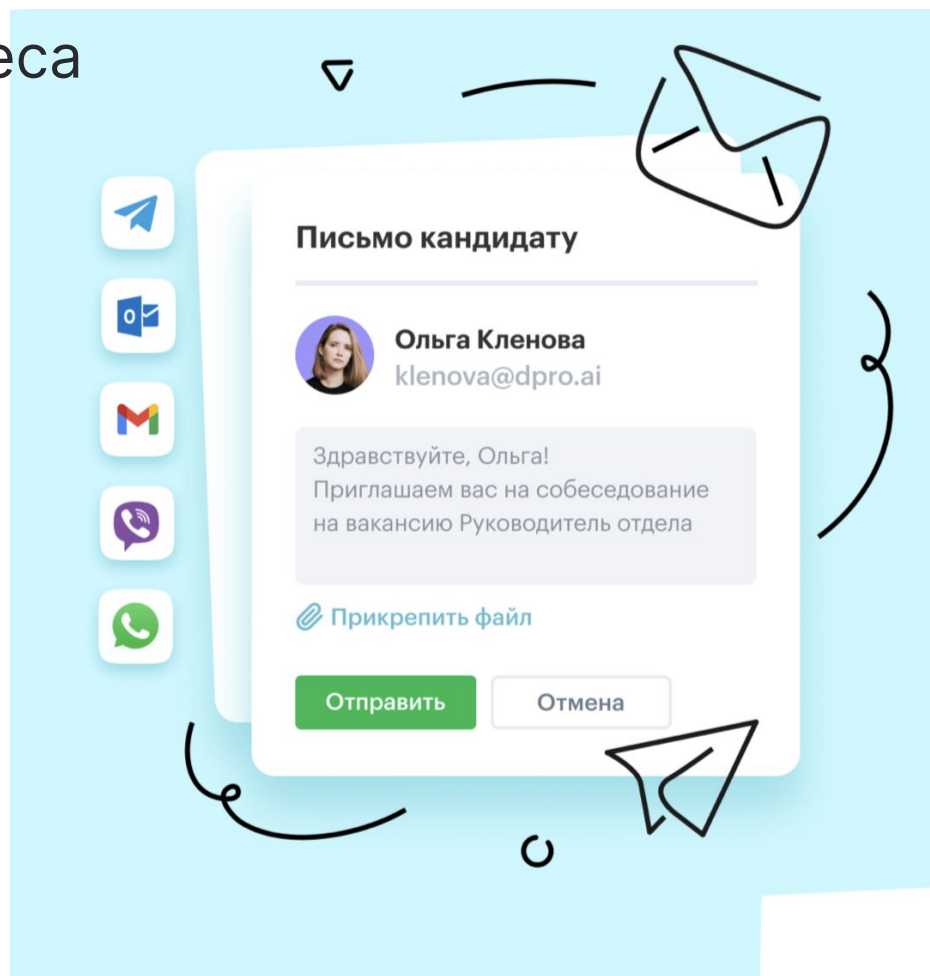 еса
Письмо кандидату
Ольга Кленова
klenova@dpro.ai
Здравствуйте, Ольга!
Приглашаем вас на собеседование
на вакансию Руководитель отдела
Прикрепить файл
Отправить
Отмена